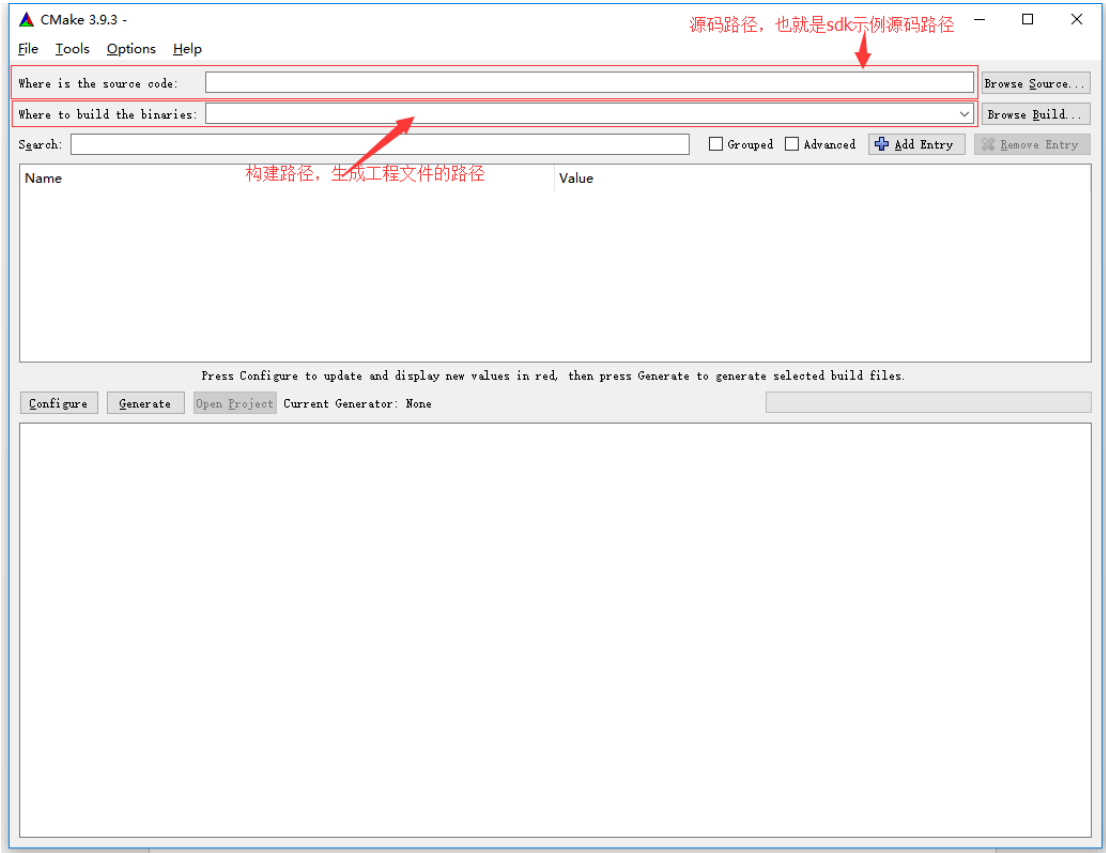 CMake 3.9.3 -
源码路径，也就是sdk示例源码路径
File Tools Options Help
Where is the source code:
Browse Source...
Where to build the binaries:
Browse Build...
Search:
Grouped
Advanced
Add Entry
Remove Entry
Name
构建路径，生成工程文件的路径
Value
Press Configure to update and display new values in red, then press Generate to generate selected build files.
Configure
Generate
Open Project
Current Generator: None